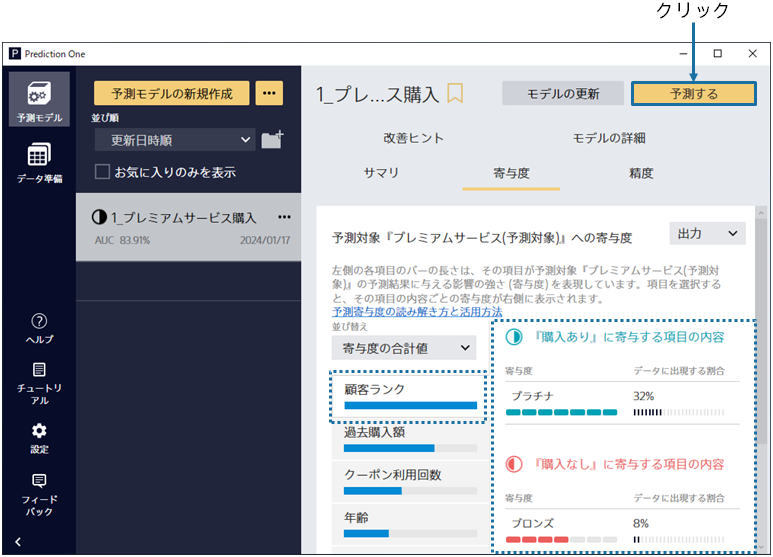 クリック
P Prediction One
予測モデル
データ準備
ヘルプ
チュートリ
アル
設定
フィード
バック
予測モデルの新規作成
並び順
更新日時順
お気に入りのみを表示
1_プレミアムサービス購入
AUC 83.91% 2024/01/17
1_プレ...ス購入
モデルの更新
予測する
改善ヒント モデルの詳細
サマリ 寄与度 精度
予測対象『プレミアムサービス(予測対象)』への寄与度
出力
左側の各項目のバーの長さは、その項目が予測対象『プレミアムサービス(予測対
象)』の予測結果に与える影響の強さ (寄与度) を表現しています。項目を選択する
と、その項目の内容ごとの寄与度が右側に表示されます。
予測寄与度の読み解き方と活用方法
並び替え
寄与度の合計値
顧客ランク
過去購入額
クーポン利用回数
年齢
『購入あり』に寄与する項目の内容
寄与度 データに出現する割合
プラチナ 32%
『購入なし』に寄与する項目の内容
寄与度 データに出現する割合
ブロンズ 8%